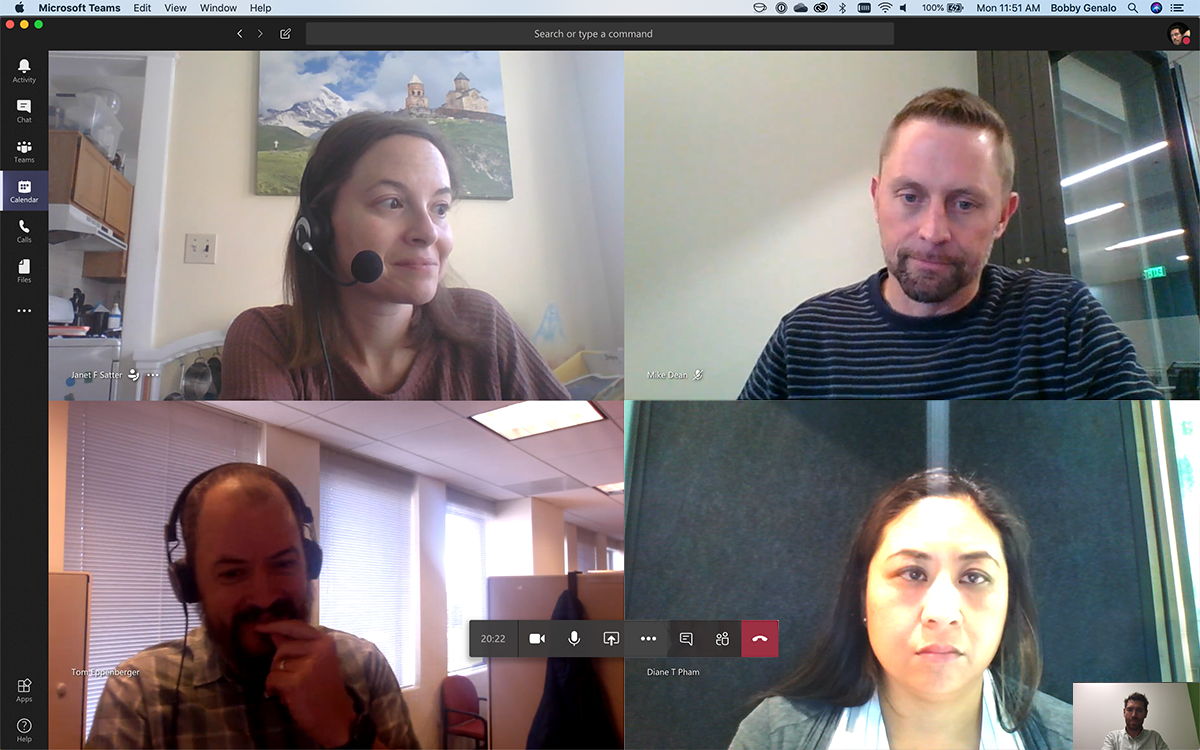 Microsoft Teams Edit View Window Help 100% Mon 11:51 AM Bobby Genalo
Search or type a command
Activity
Chat
Teams
Calendar
Calls
Files
Janet F Satter
Mike Dean
EXIT
20:22
Tom Eppenberger
Diane T Pham
Apps
Help